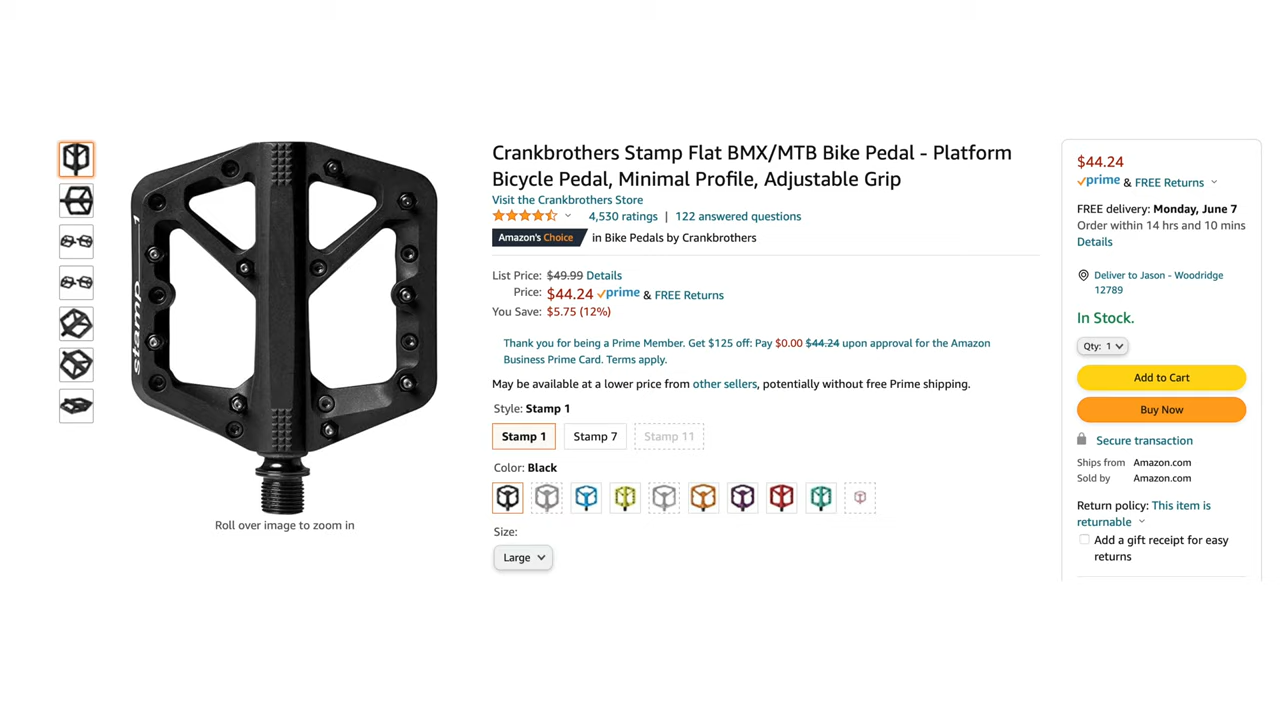 stamp 1
Roll over image to zoom in
Crankbrothers Stamp Flat BMX/MTB Bike Pedal - Platform
Bicycle Pedal, Minimal Profile, Adjustable Grip
Visit the Crankbrothers Store
4,530 ratings | 122 answered questions
Amazon's Choice in Bike Pedals by Crankbrothers
List Price: $49.99 Details
Price: $44.24 prime & FREE Returns
You Save: $5.75 (12%)
Thank you for being a Prime Member. Get $125 off: Pay $0.00 $44.24 upon approval for the Amazon
Business Prime Card. Terms apply.
May be available at a lower price from other sellers, potentially without free Prime shipping.
Style: Stamp 1
Stamp 1 Stamp 7 Stamp 11
Color: Black
Size:
Large
$44.24
prime & FREE Returns
FREE delivery: Monday, June 7
Order within 14 hrs and 10 mins
Details
Deliver to Jason - Woodridge
12789
In Stock.
Qty: 1
Add to Cart
Buy Now
Secure transaction
Ships from Amazon.com
Sold by Amazon.com
Return policy: This item is
returnable
Add a gift receipt for easy
returns